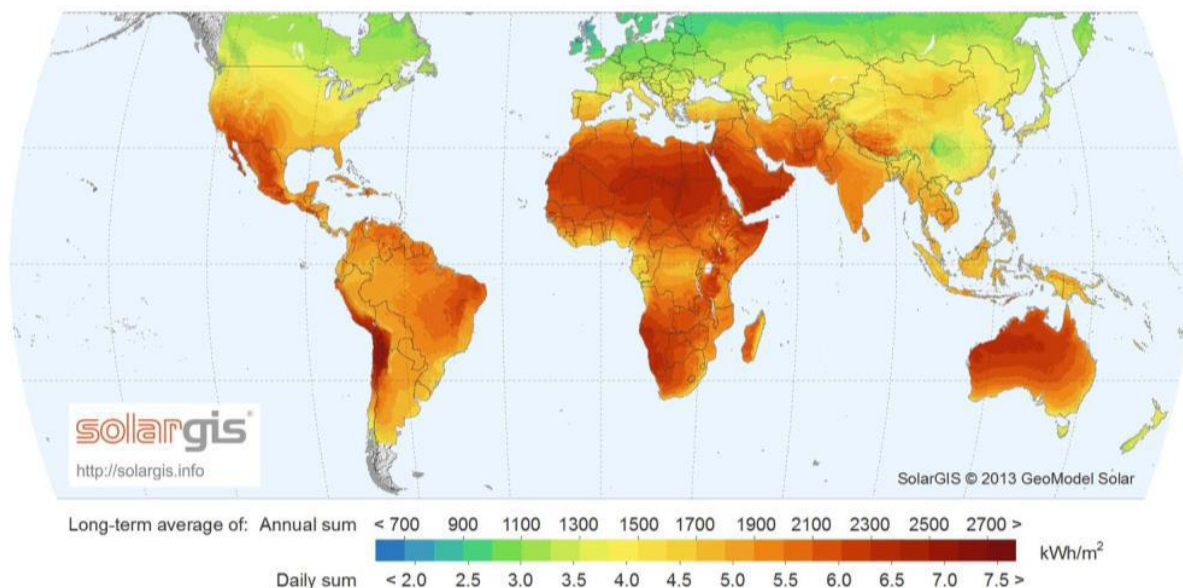 solargis
http://solargis.info
SolarGIS © 2013 GeoModel Solar
Long-term average of: Annual sum < 700 900 1100 1300 1500 1700 1900 2100 2300 2500 2700 >
kWh/m²
Daily sum < 2.0 2.5 3.0 3.5 4.0 4.5 5.0 5.5 6.0 6.5 7.0 7.5 >